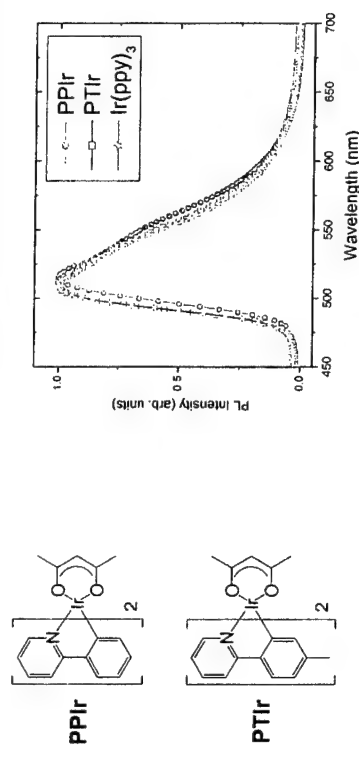 PPIr
N
Ir
O
O
2
PTIr
N
Ir
O
O
2
PL Intensity (arb. units)
1.0
0.5
0.0
450
500
550
600
650
700
Wavelength (nm)
PPIr
PTIr
Ir(ppy)3